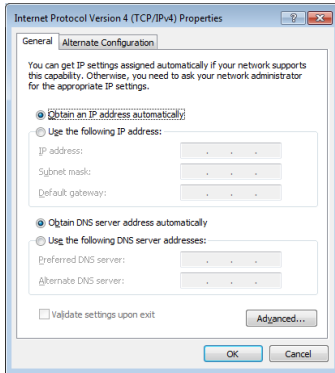 Internet Protocol Version 4 (TCP/IPv4) Properties
General Alternate Configuration
You can get IP settings assigned automatically if your network supports
this capability. Otherwise, you need to ask your network administrator
for the appropriate IP settings.
Obtain an IP address automatically
Use the following IP address:
IP address:
Subnet mask:
Default gateway:
Obtain DNS server address automatically
Use the following DNS server addresses:
Preferred DNS server:
Alternate DNS server:
Validate settings upon exit
Advanced...
OK Cancel